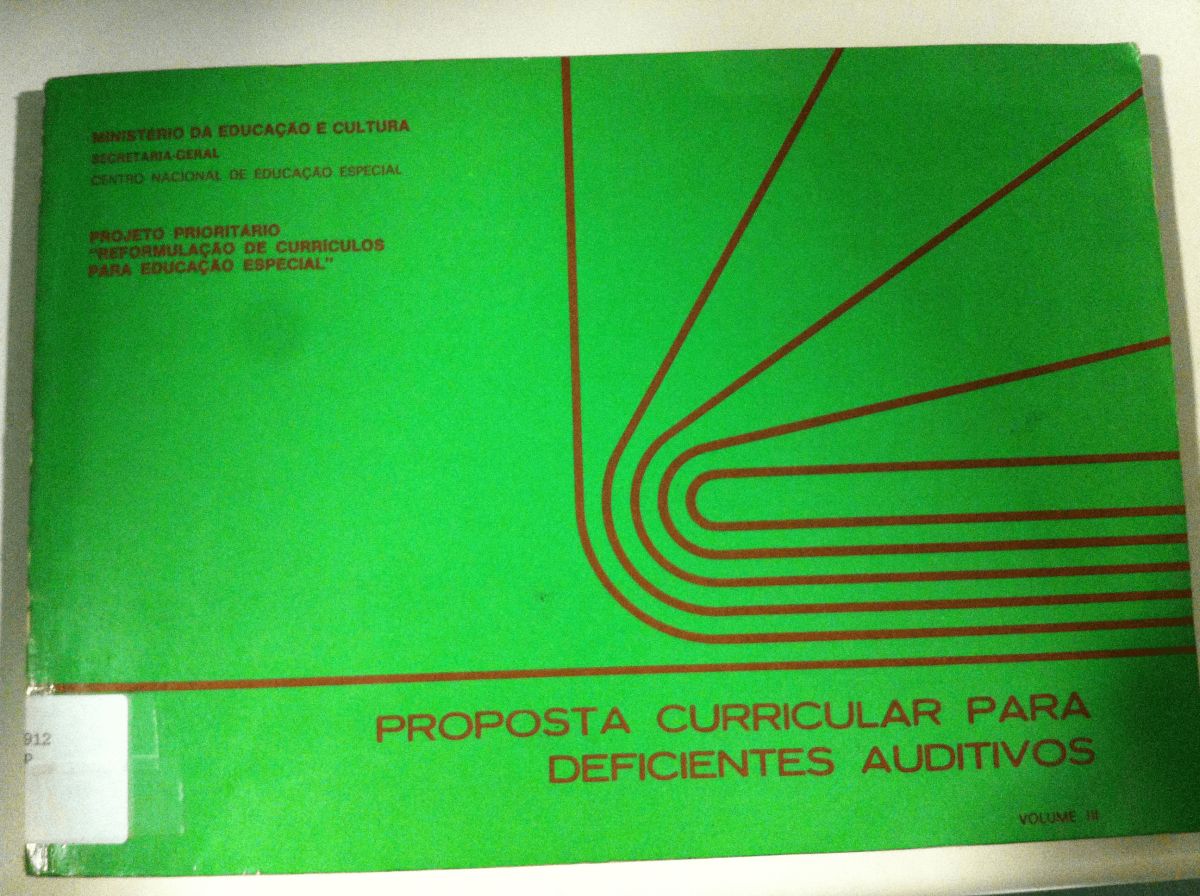 MINISTÉRIO DA EDUCAÇÃO E CULTURA
SECRETARIA-GERAL
CENTRO NACIONAL DE EDUCAÇÃO ESPECIAL
PROJETO PRIORITÁRIO
"REFORMULAÇÃO DE CURRÍCULOS
PARA EDUCAÇÃO ESPECIAL"
912
P
PROPOSTA CURRICULAR PARA
DEFICIENTES AUDITIVOS
VOLUME III